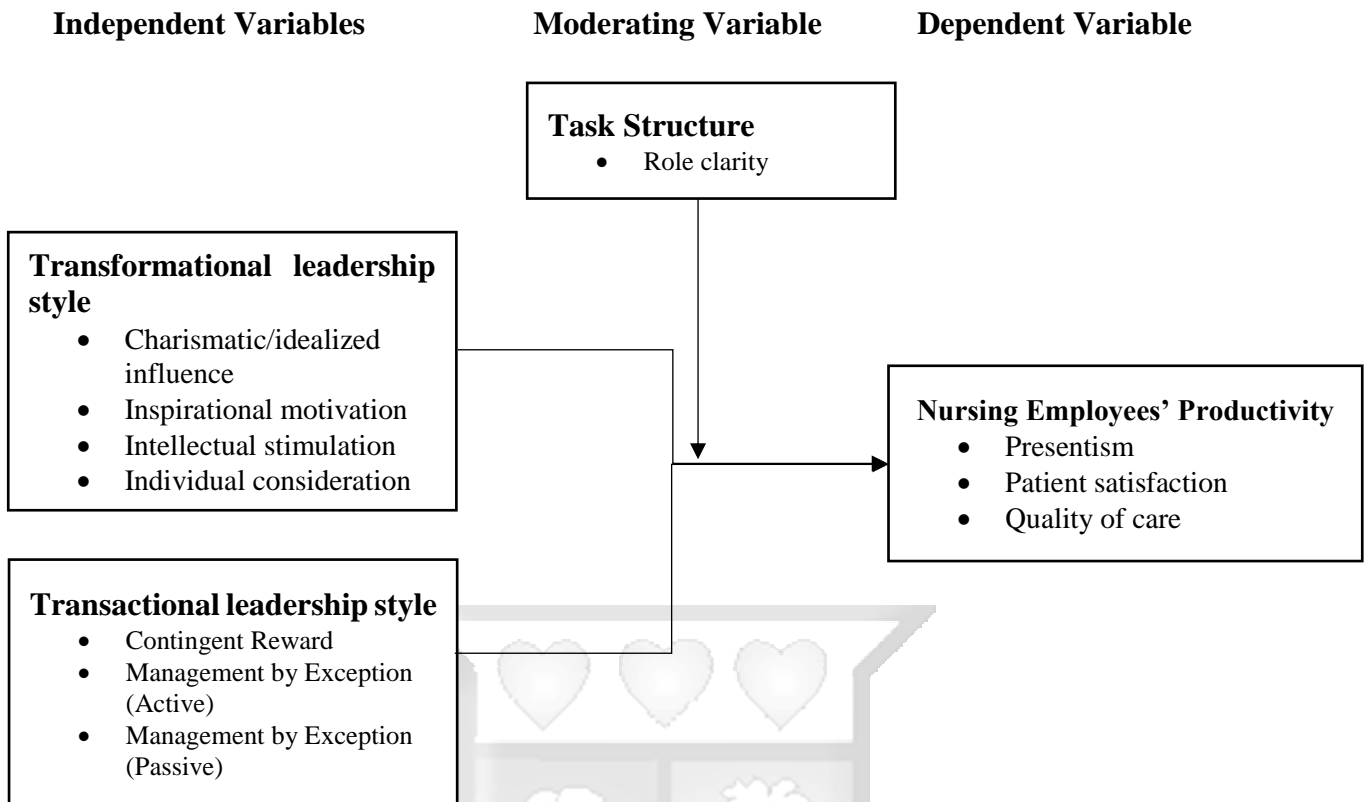 Independent Variables
Moderating Variable
Dependent Variable
Task Structure
• Role clarity
Transformational leadership
style
• Charismatic/idealized
influence
• Inspirational motivation
• Intellectual stimulation
• Individual consideration
Nursing Employees’ Productivity
• Presentism
• Patient satisfaction
• Quality of care
Transactional leadership style
• Contingent Reward
• Management by Exception
(Active)
• Management by Exception
(Passive)